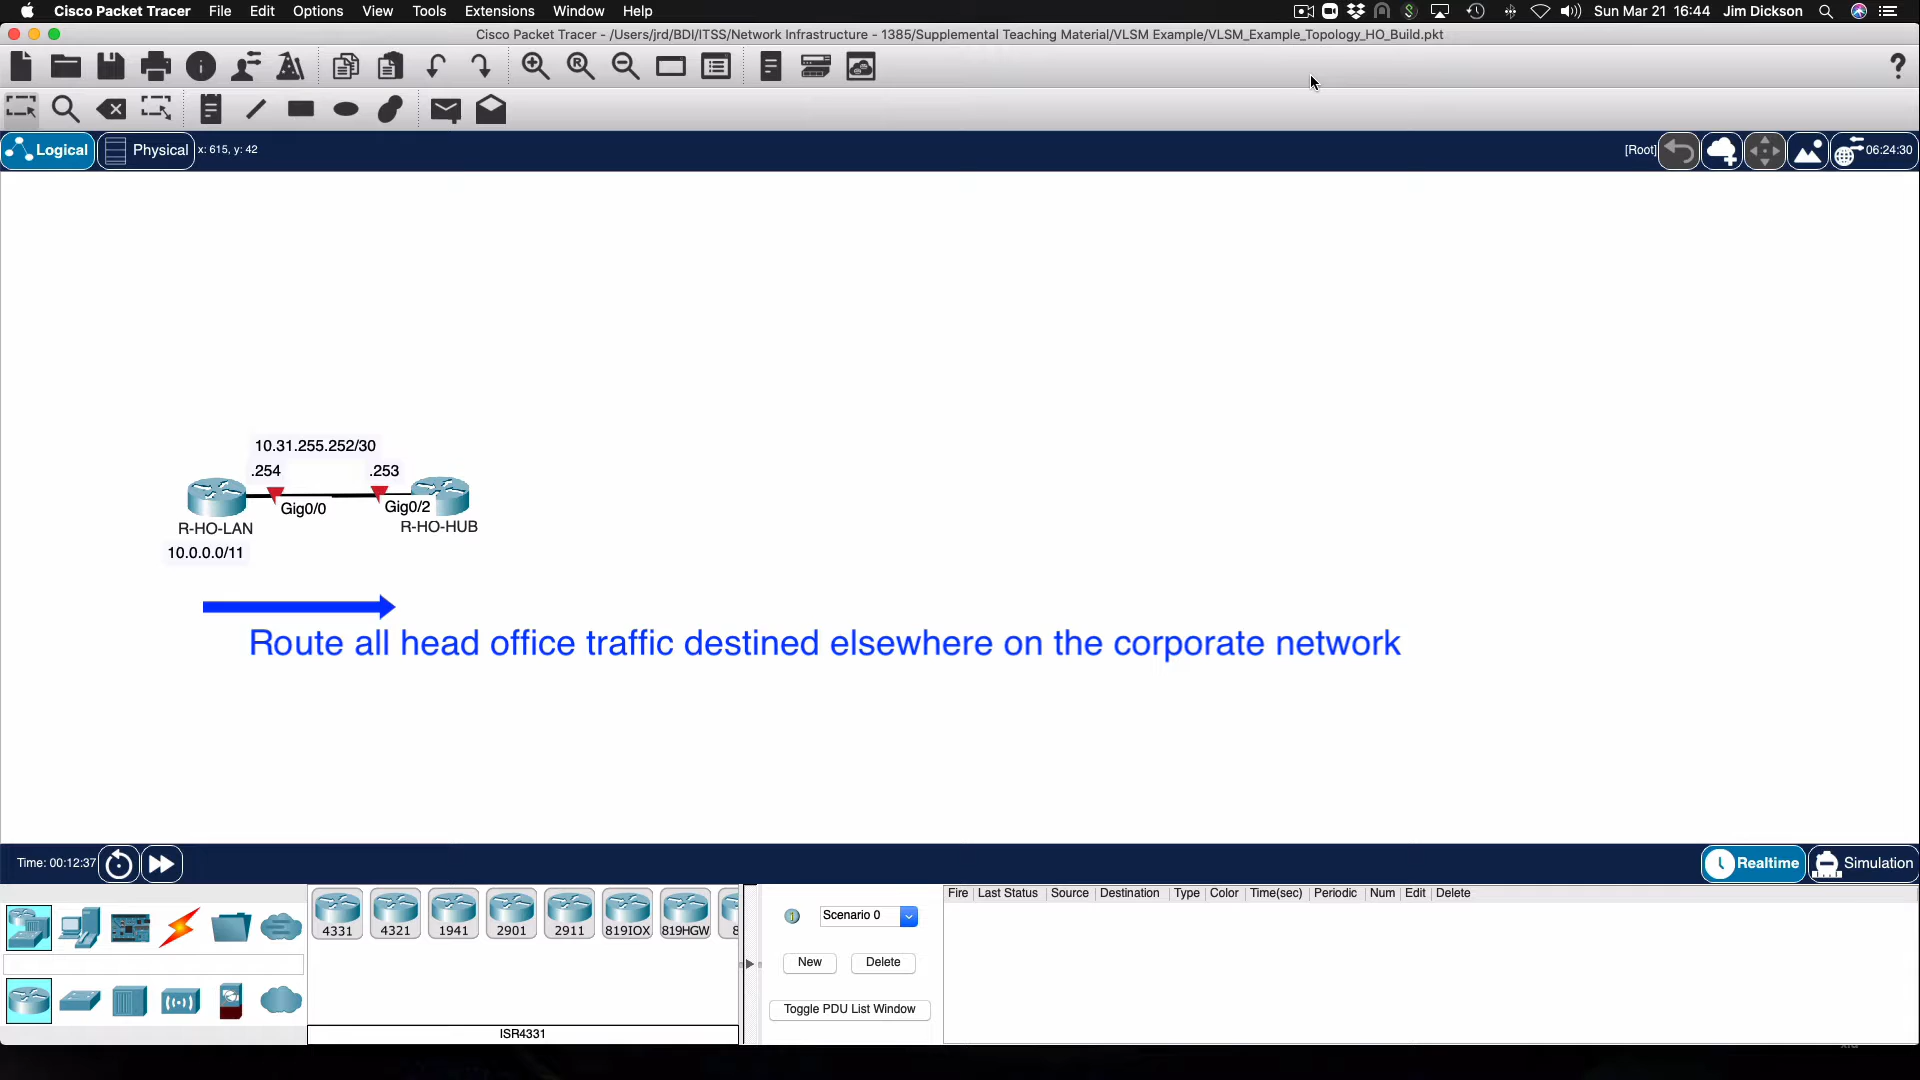 Cisco Packet Tracer File Edit Options View Tools Extensions Window Help Sun Mar 21 16:44 Jim Dickson
Cisco Packet Tracer - /Users/jrd/BDI/ITSS/Network Infrastructure - 1385/Supplemental Teaching Material/VLSM Example/VLSM_Example_Topology_HO_Build.pkt
Logical Physical x: 615, y: 42 [Root] 06:24:30
10.31.255.252/30
.254 .253
Gig0/0 Gig0/2
R-HO-LAN R-HO-HUB
10.0.0.0/11
Route all head office traffic destined elsewhere on the corporate network
Time: 00:12:37 Realtime Simulation
Fire Last Status Source Destination Type Color Time(sec) Periodic Num Edit Delete
Scenario 0
4331 4321 1941 2901 2911 819IOX 819HGW 8
New Delete
Toggle PDU List Window
ISR4331